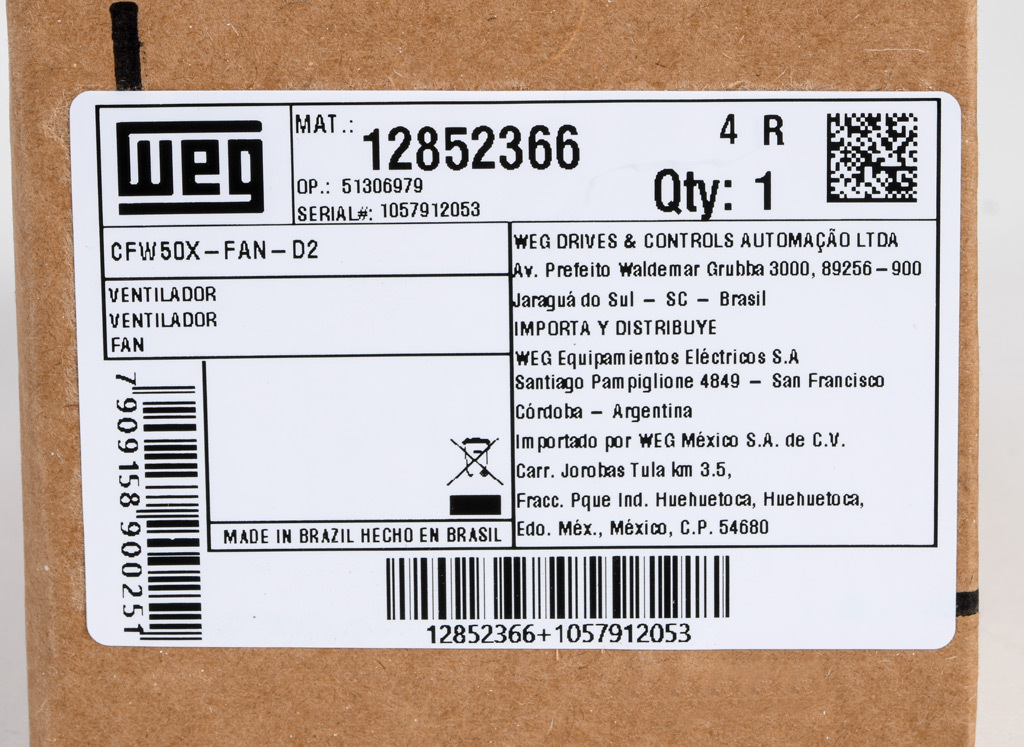 weg
MAT.: 12852366
4 R
OP.: 51306979
Qty: 1
SERIAL#: 1057912053
CFW50X-FAN-D2
VENTILADOR
VENTILADOR
FAN
WEG DRIVES & CONTROLS AUTOMAÇÃO LTDA
Av. Prefeito Waldemar Grubba 3000, 89256-900
Jaraguá do Sul - SC - Brasil
IMPORTA Y DISTRIBUYE
WEG Equipamientos Eléctricos S.A
Santiago Pampiglione 4849 - San Francisco
Córdoba - Argentina
Importado por WEG México S.A. de C.V.
Carr. Jorobas Tula km 3.5,
Fracc. Pque Ind. Huehuetoca, Huehuetoca,
Edo. Méx., México, C.P. 54680
MADE IN BRAZIL HECHO EN BRASIL
7 909158 900251
12852366+1057912053